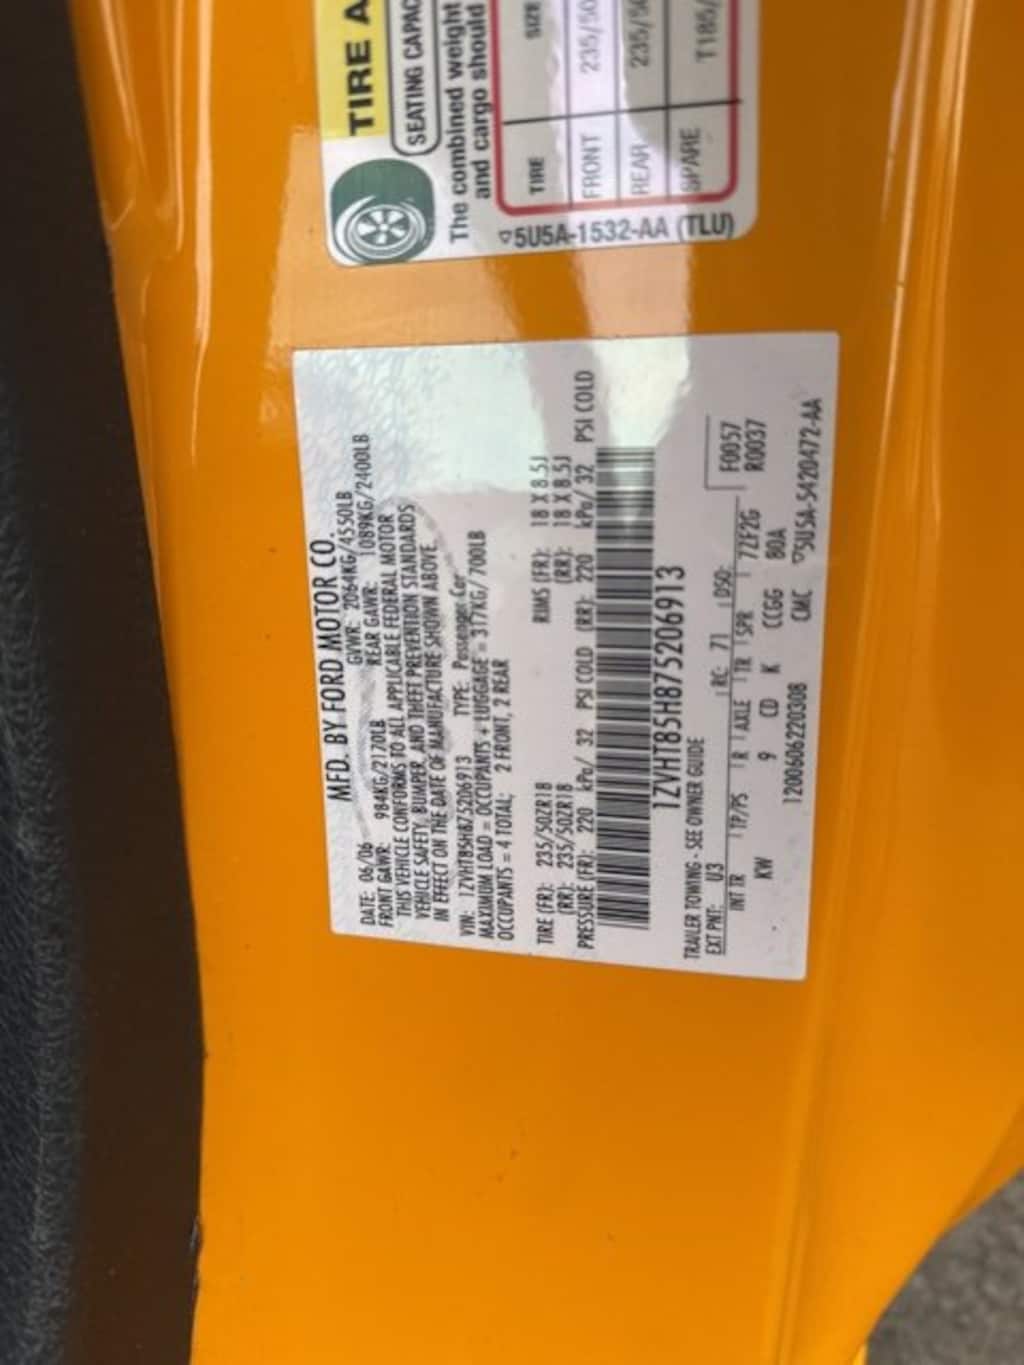 TIRE A
SEATING CAPAC
The combined weight
and cargo should
TIRE SIZE
FRONT 235/50
REAR 235/50
SPARE T185/
5U5A-1532-AA (TLU)
MFD. BY FORD MOTOR CO.
DATE: 06/06 GVWR: 2064KG/4550LB
FRONT GAWR: 984KG/2170LB REAR GAWR: 1089KG/2400LB
THIS VEHICLE CONFORMS TO ALL APPLICABLE FEDERAL MOTOR
VEHICLE SAFETY, BUMPER, AND THEFT PREVENTION STANDARDS
IN EFFECT ON THE DATE OF MANUFACTURE SHOWN ABOVE.
VIN: 1ZVHT85H875206913 TYPE: Passenger Car
MAXIMUM LOAD = OCCUPANTS + LUGGAGE = 317KG/700LB
OCCUPANTS = 4 TOTAL; 2 FRONT, 2 REAR
TIRE (FR): 235/50ZR18 RIMS (FR): 18 X 8.5J
(RR): 235/50ZR18 (RR): 18 X 8.5J
PRESSURE (FR): 220 kPa/ 32 PSI COLD (RR): 220 kPa/ 32 PSI COLD
1ZVHT85H875206913
TRAILER TOWING - SEE OWNER GUIDE
EXT PNT: U3 RC: 71 DSO: F0057
INT TR TP/PS R AXLE TR SPR 7ZF2G R0037
KW 9 CD K CCGG BOA
1200606220308 CMC 5U5A-5420472-AA